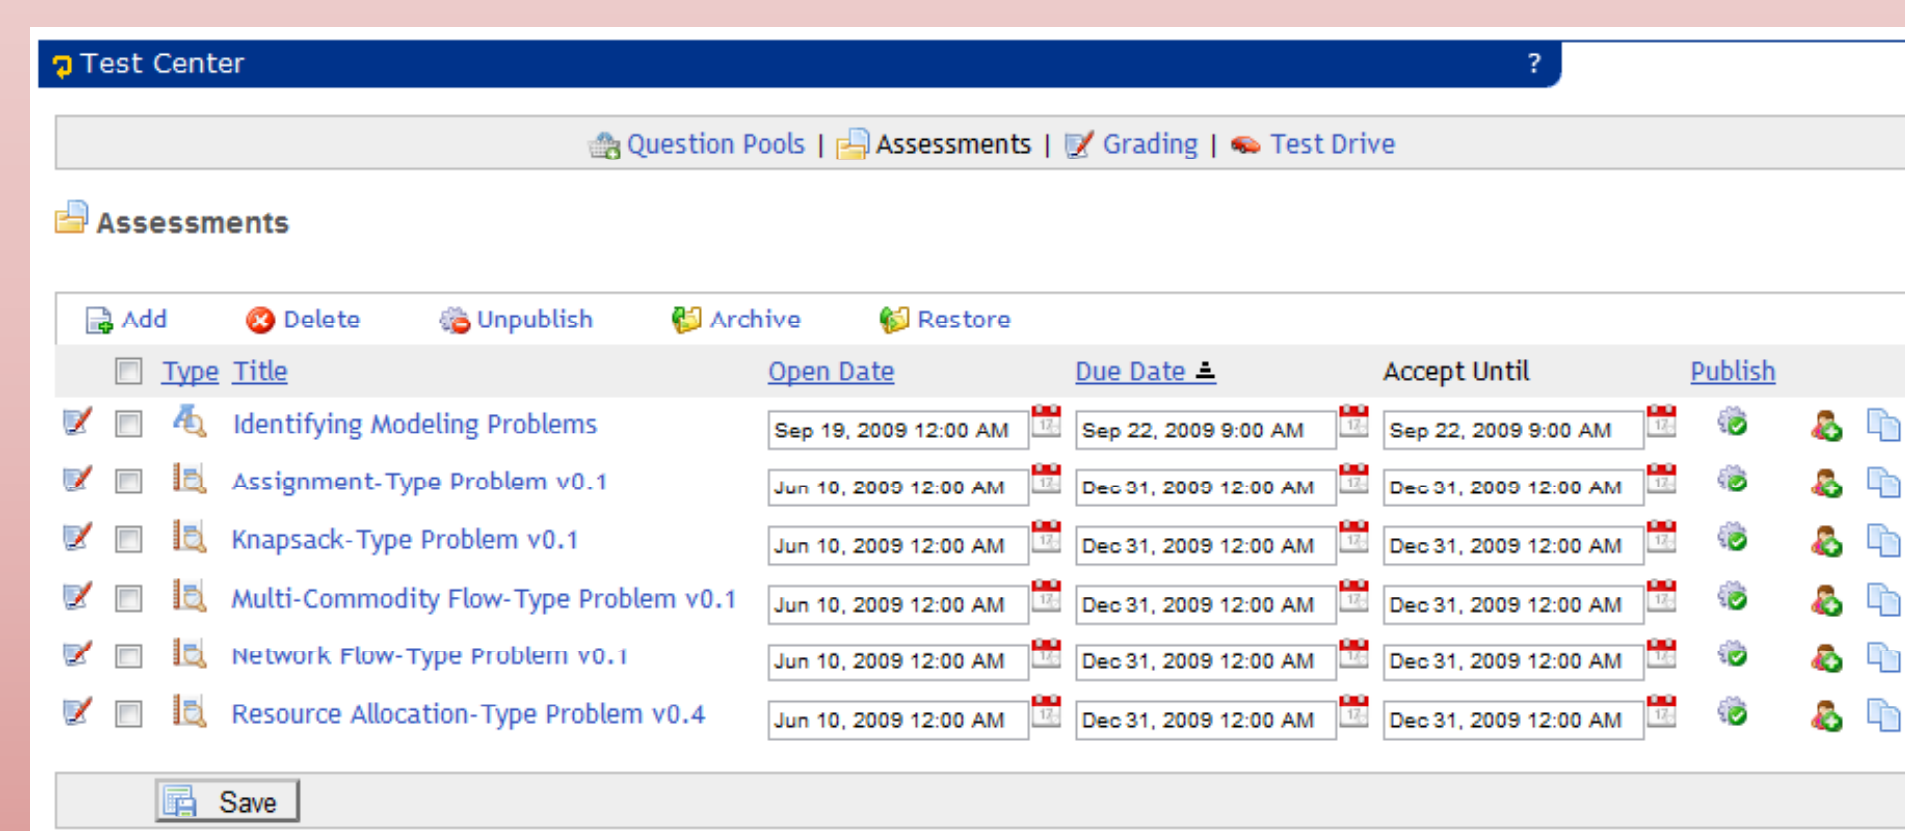 Test Center ?
Question Pools | Assessments | Grading | Test Drive
Assessments
Add Delete Unpublish Archive Restore
Type Title Open Date Due Date Accept Until Publish
Identifying Modeling Problems Sep 19, 2009 12:00 AM Sep 22, 2009 9:00 AM Sep 22, 2009 9:00 AM
Assignment-Type Problem v0.1 Jun 10, 2009 12:00 AM Dec 31, 2009 12:00 AM Dec 31, 2009 12:00 AM
Knapsack-Type Problem v0.1 Jun 10, 2009 12:00 AM Dec 31, 2009 12:00 AM Dec 31, 2009 12:00 AM
Multi-Commodity Flow-Type Problem v0.1 Jun 10, 2009 12:00 AM Dec 31, 2009 12:00 AM Dec 31, 2009 12:00 AM
Network Flow-Type Problem v0.1 Jun 10, 2009 12:00 AM Dec 31, 2009 12:00 AM Dec 31, 2009 12:00 AM
Resource Allocation-Type Problem v0.4 Jun 10, 2009 12:00 AM Dec 31, 2009 12:00 AM Dec 31, 2009 12:00 AM
Save